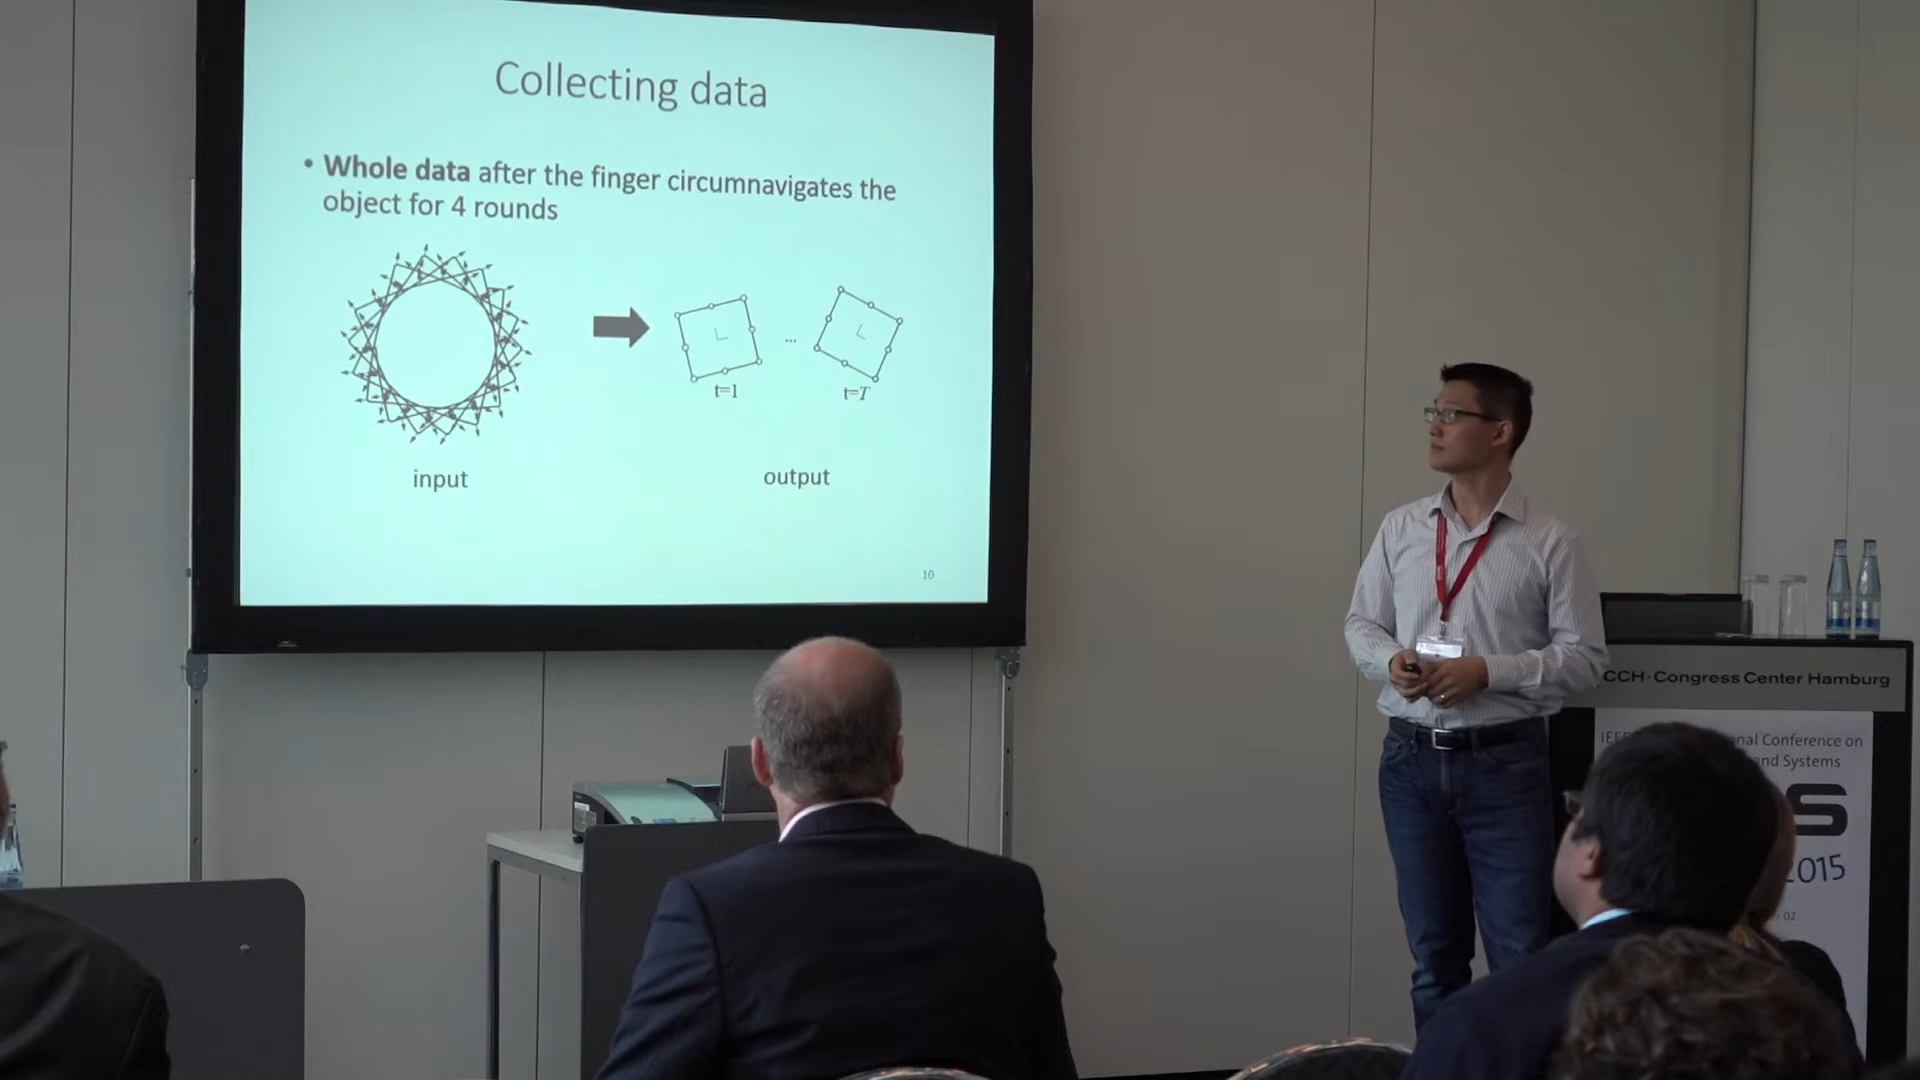 Collecting data
• Whole data after the finger circumnavigates the
object for 4 rounds
t=1
...
t=T
input
output
10
CCH·Congress Center Hamburg
nal Conference on
and Systems
S
2015
02